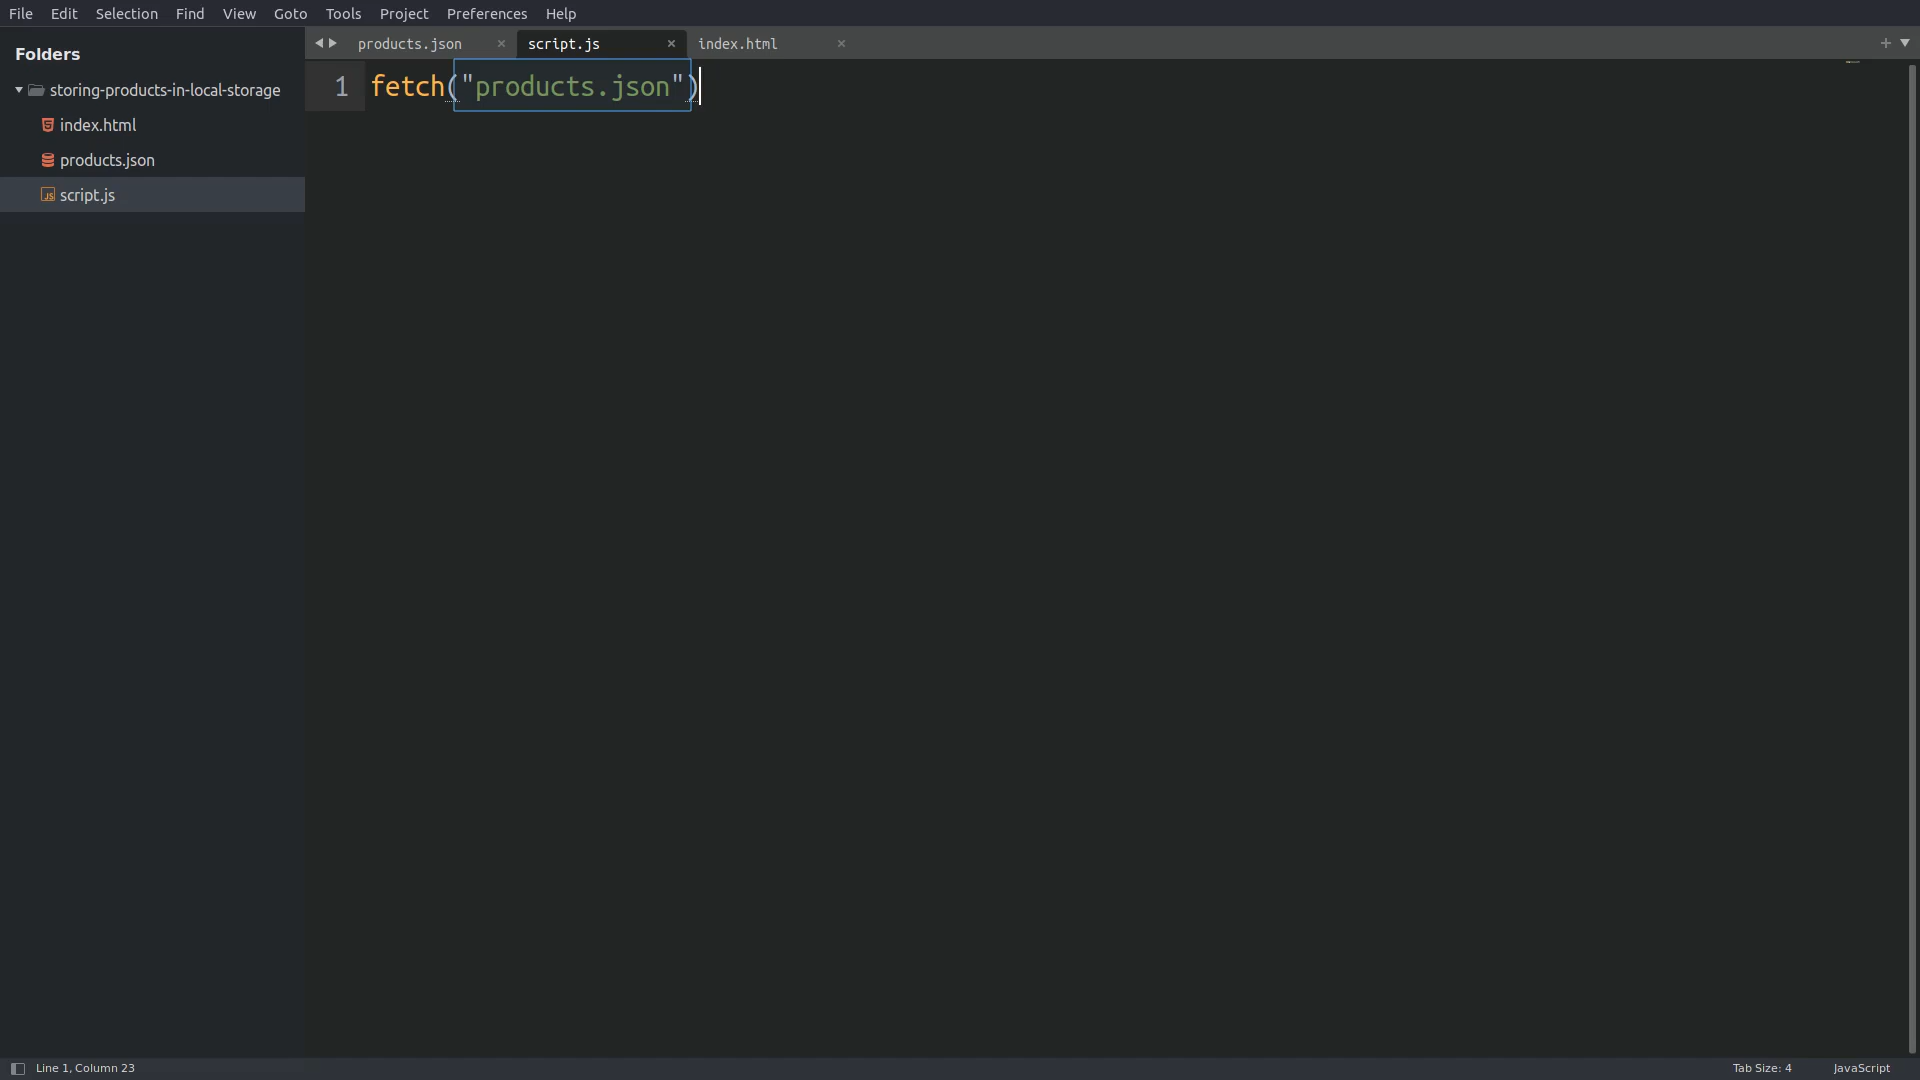 File Edit Selection Find View Goto Tools Project Preferences Help
Folders
storing-products-in-local-storage
index.html
products.json
script.js
products.json × script.js × index.html ×
1 fetch("products.json")
Line 1, Column 23
Tab Size: 4 JavaScript